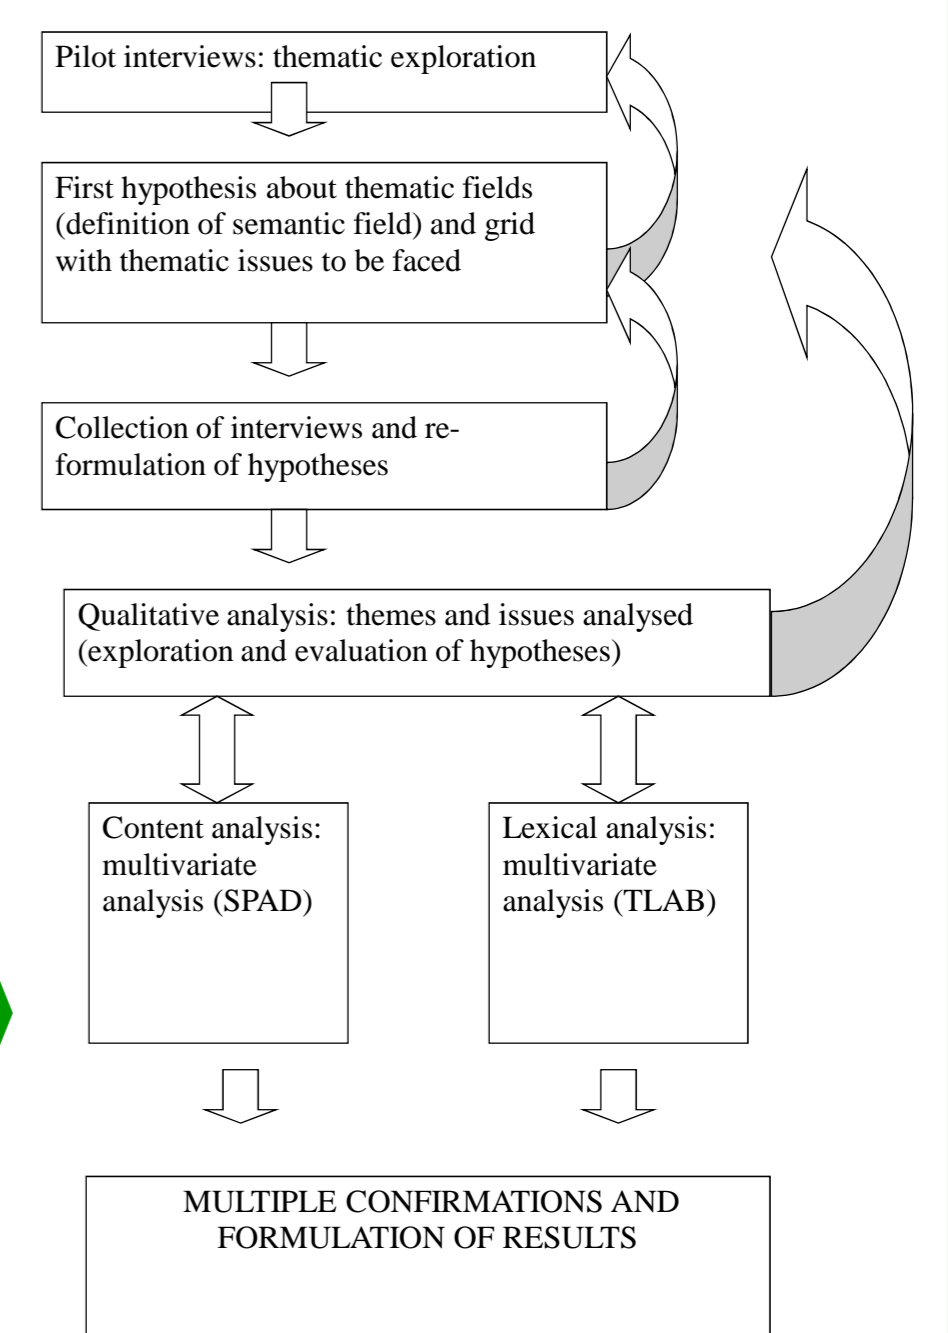 Pilot interviews: thematic exploration
First hypothesis about thematic fields
(definition of semantic field) and grid
with thematic issues to be faced
Collection of interviews and re-
formulation of hypotheses
Qualitative analysis: themes and issues analysed
(exploration and evaluation of hypotheses)
Content analysis:
multivariate
analysis (SPAD)
Lexical analysis:
multivariate
analysis (TLAB)
MULTIPLE CONFIRMATIONS AND
FORMULATION OF RESULTS